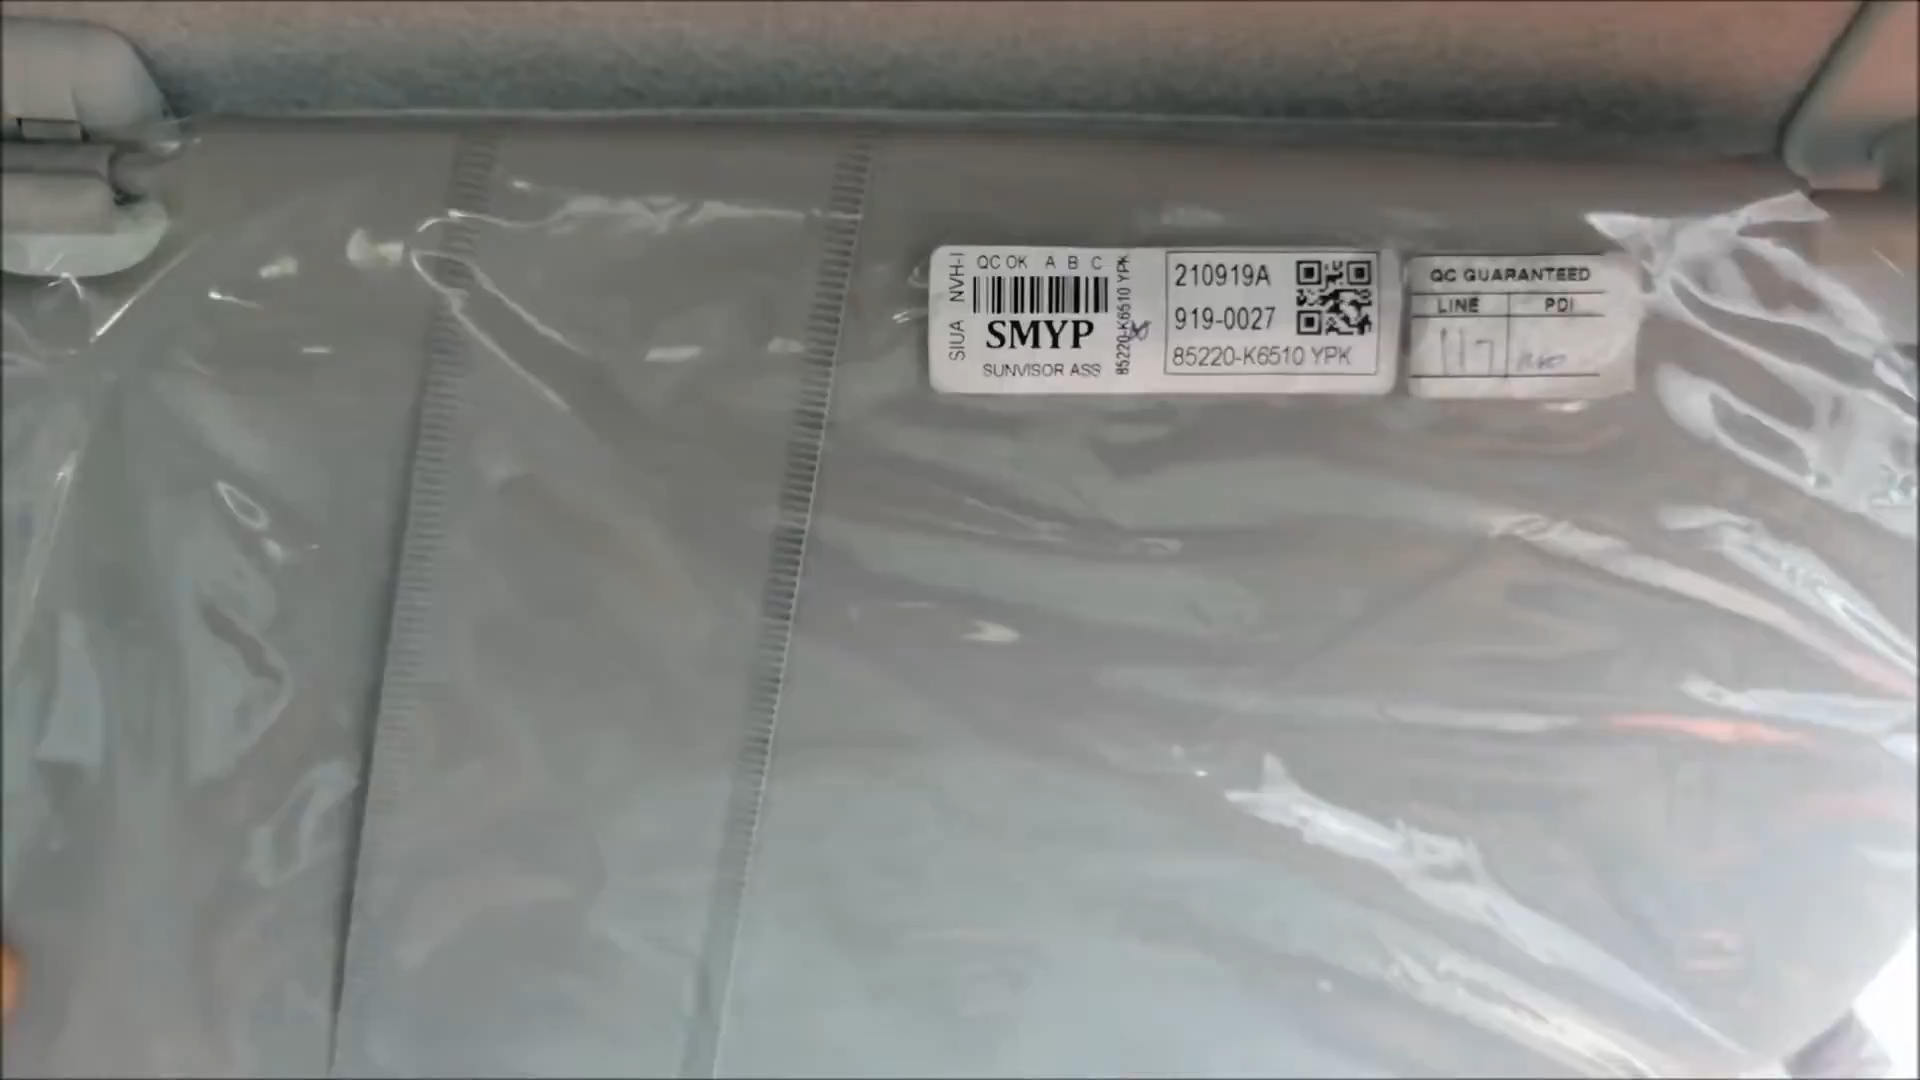 SIUA NVH-I
QC OK A B C
SMYP
SUNVISOR ASS
85220-K6510 YPK
210919A
919-0027
85220-K6510 YPK
QC GUARANTEED
LINE PDI
117